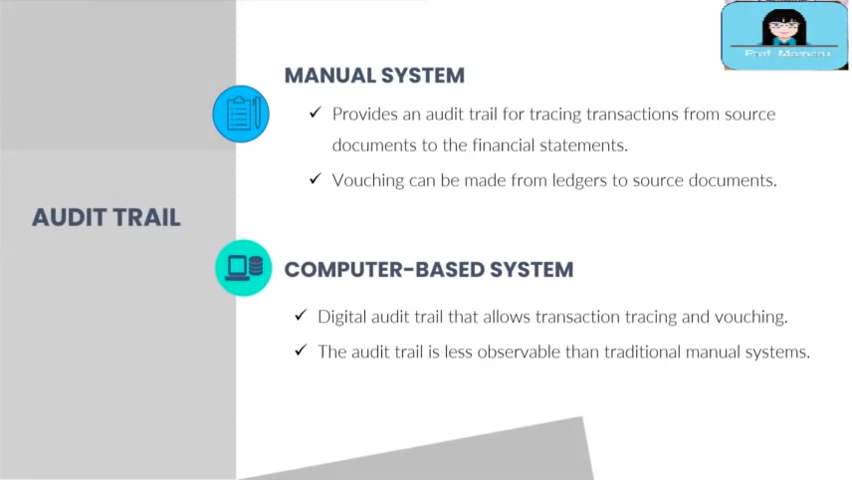 MANUAL SYSTEM
Provides an audit trail for tracing transactions from source
documents to the financial statements.
Vouching can be made from ledgers to source documents.
AUDIT TRAIL
COMPUTER-BASED SYSTEM
Digital audit trail that allows transaction tracing and vouching.
The audit trail is less observable than traditional manual systems.
Prof.